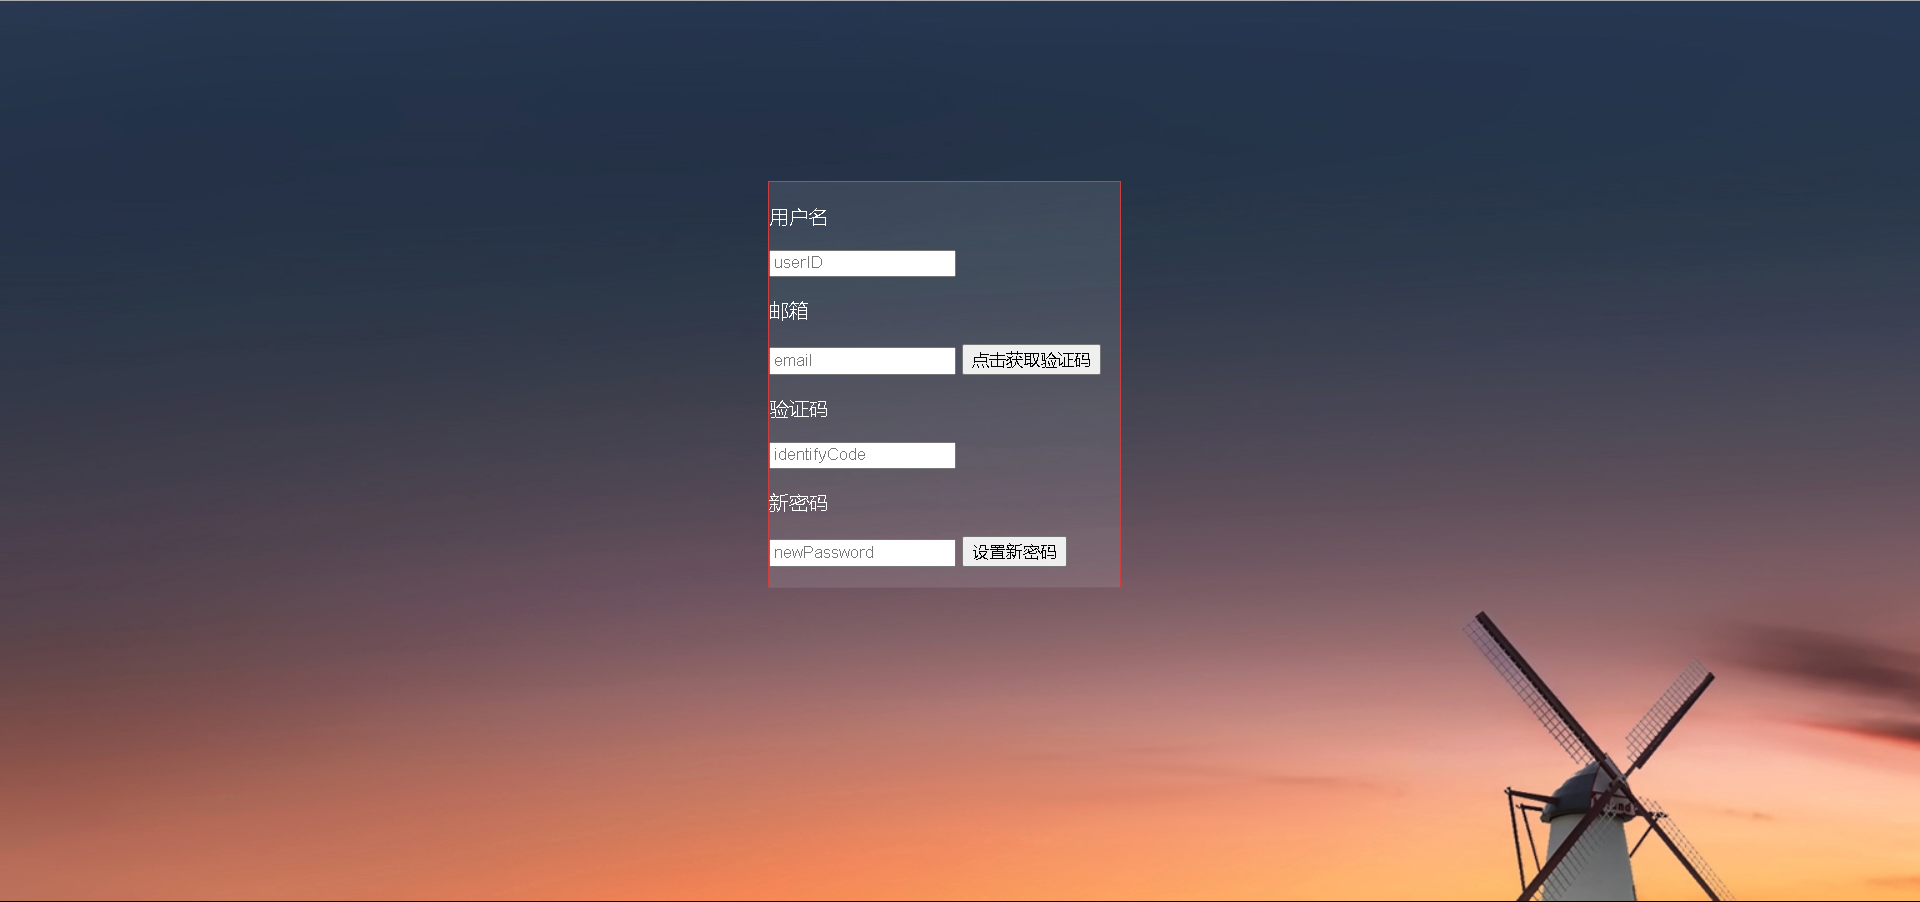 用户名
userID
邮箱
email 点击获取验证码
验证码
identifyCode
新密码
newPassword 设置新密码